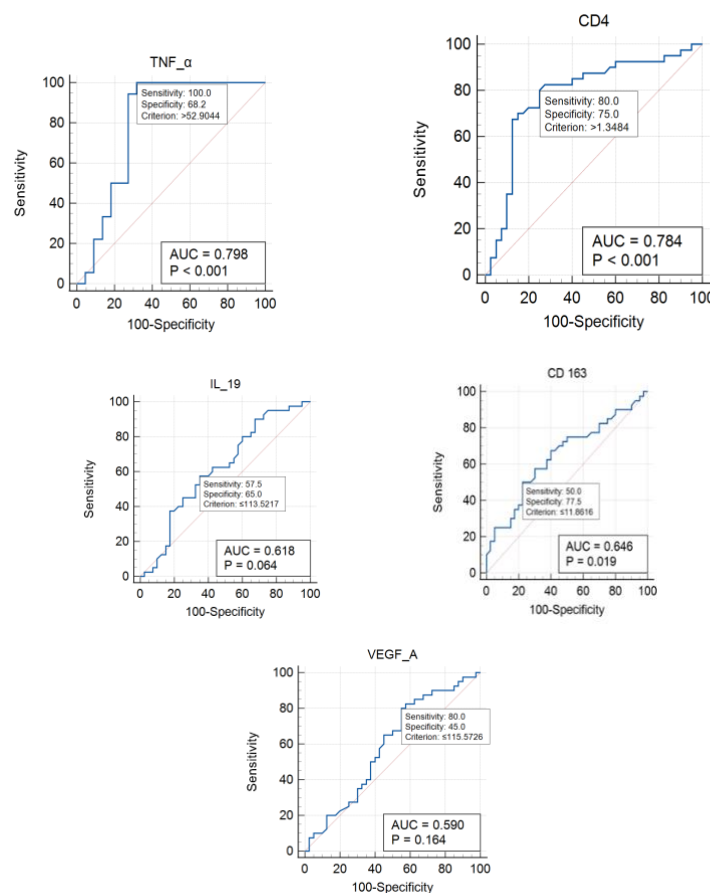 TNF_α
Sensitivity
100
80
60
40
20
0
Sensitivity: 100.0
Specificity: 68.2
Criterion: >52.9044
AUC = 0.798
P < 0.001
0 20 40 60 80 100
100-Specificity
CD4
Sensitivity
100
80
60
40
20
0
Sensitivity: 80.0
Specificity: 75.0
Criterion: >1.3484
AUC = 0.784
P < 0.001
0 20 40 60 80 100
100-Specificity
IL_19
Sensitivity
100
80
60
40
20
0
Sensitivity: 57.5
Specificity: 65.0
Criterion: ≤113.5217
AUC = 0.618
P = 0.064
0 20 40 60 80 100
100-Specificity
CD 163
Sensitivity
100
80
60
40
20
0
Sensitivity: 50.0
Specificity: 77.5
Criterion: ≤11.8616
AUC = 0.646
P = 0.019
0 20 40 60 80 100
100-Specificity
VEGF_A
Sensitivity
100
80
60
40
20
0
Sensitivity: 80.0
Specificity: 45.0
Criterion: ≤115.5726
AUC = 0.590
P = 0.164
0 20 40 60 80 100
100-Specificity